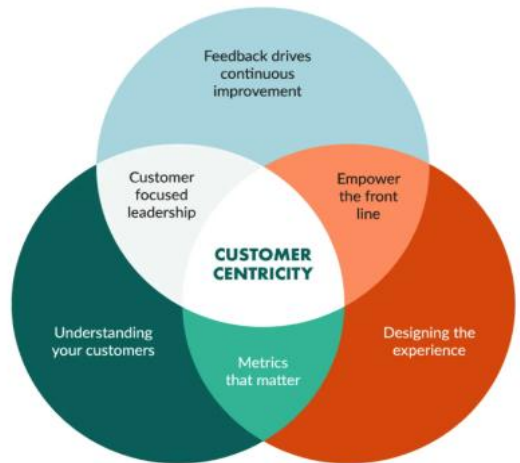 Feedback drives
continuous
improvement
Customer
focused
leadership
Empower
the front
line
CUSTOMER
CENTRICITY
Understanding
your customers
Metrics
that matter
Designing the
experience